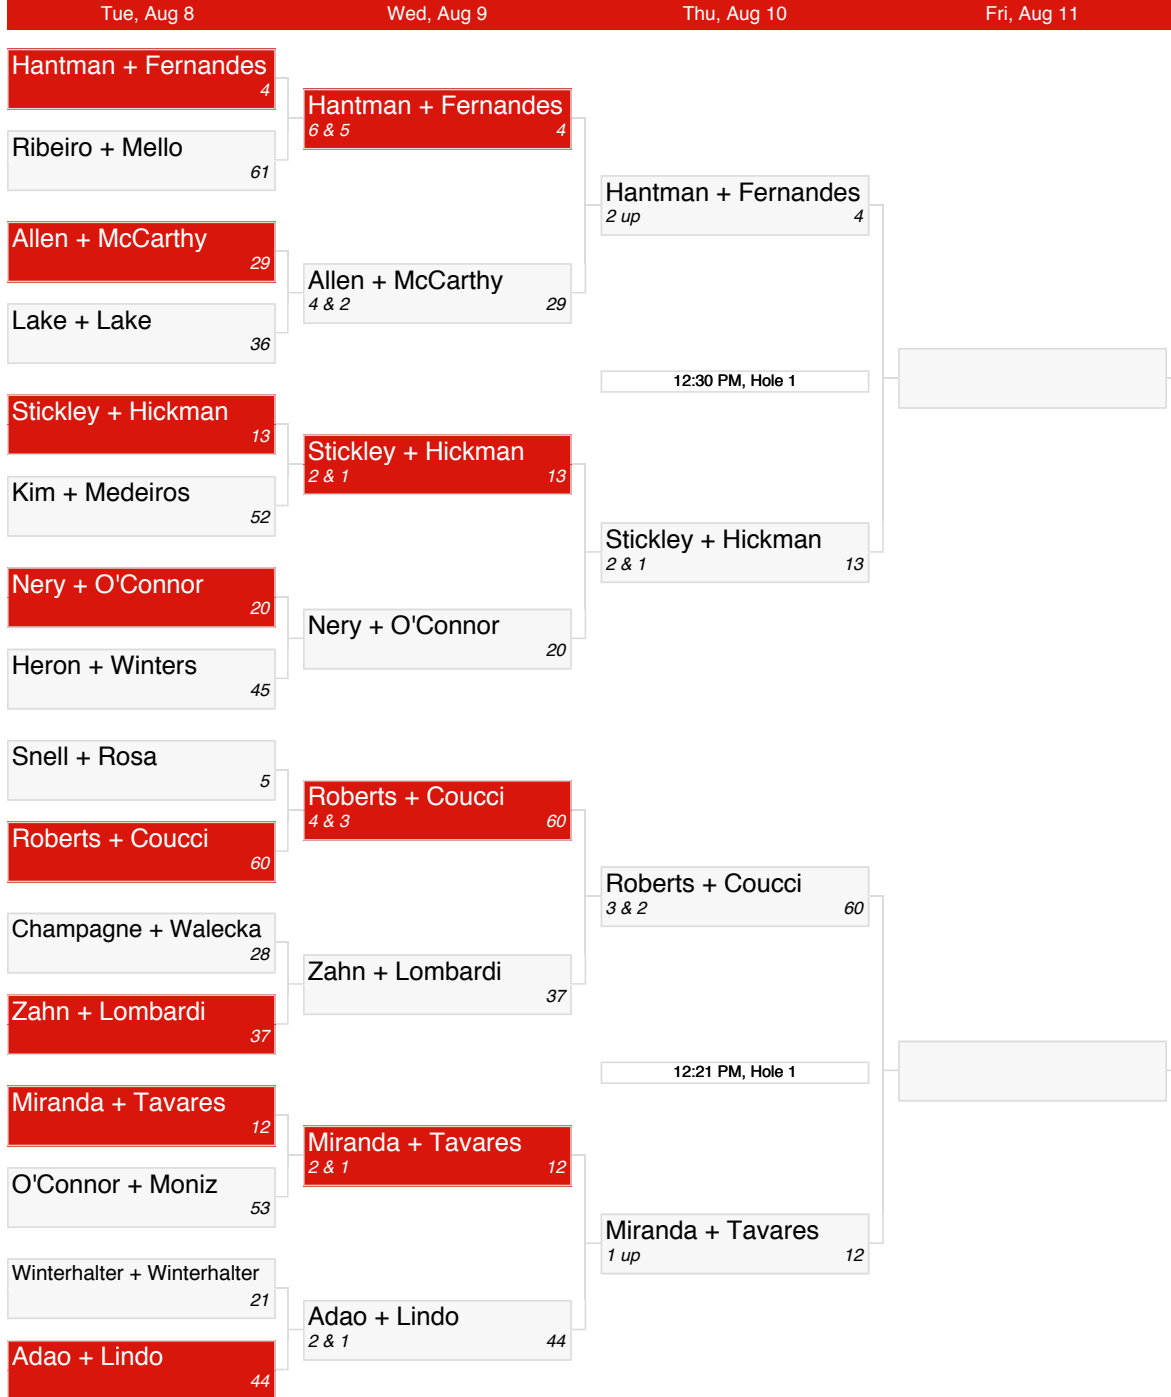 Tue, Aug 8
Wed, Aug 9
Thu, Aug 10
Fri, Aug 11
Hantman + Fernandes
4
Ribeiro + Mello
61
Allen + McCarthy
29
Lake + Lake
36
Stickley + Hickman
13
Kim + Medeiros
52
Nery + O'Connor
20
Heron + Winters
45
Snell + Rosa
5
Roberts + Coucci
60
Champagne + Walecka
28
Zahn + Lombardi
37
Miranda + Tavares
12
O'Connor + Moniz
53
Winterhalter + Winterhalter
21
Adao + Lindo
44
Hantman + Fernandes
6 & 5 4
Allen + McCarthy
4 & 2 29
Stickley + Hickman
2 & 1 13
Nery + O'Connor
20
Roberts + Coucci
4 & 3 60
Zahn + Lombardi
37
Miranda + Tavares
2 & 1 12
Adao + Lindo
2 & 1 44
Hantman + Fernandes
2 up 4
12:30 PM, Hole 1
Stickley + Hickman
2 & 1 13
Roberts + Coucci
3 & 2 60
12:21 PM, Hole 1
Miranda + Tavares
1 up 12